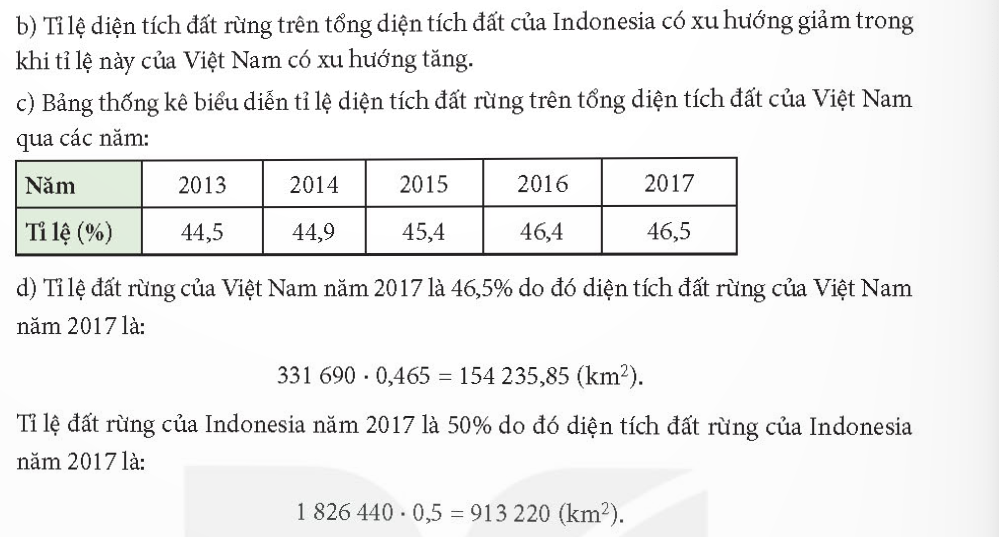 b) Tỉ lệ diện tích đất rừng trên tổng diện tích đất của Indonesia có xu hướng giảm trong
khi tỉ lệ này của Việt Nam có xu hướng tăng.
c) Bảng thống kê biểu diễn tỉ lệ diện tích đất rừng trên tổng diện tích đất của Việt Nam
qua các năm:
Năm 2013 2014 2015 2016 2017
Tỉ lệ (%) 44,5 44,9 45,4 46,4 46,5
d) Tỉ lệ đất rừng của Việt Nam năm 2017 là 46,5% do đó diện tích đất rừng của Việt Nam
năm 2017 là:
331 690 · 0,465 = 154 235,85 (km²).
Tỉ lệ đất rừng của Indonesia năm 2017 là 50% do đó diện tích đất rừng của Indonesia
năm 2017 là:
1 826 440 · 0,5 = 913 220 (km²).